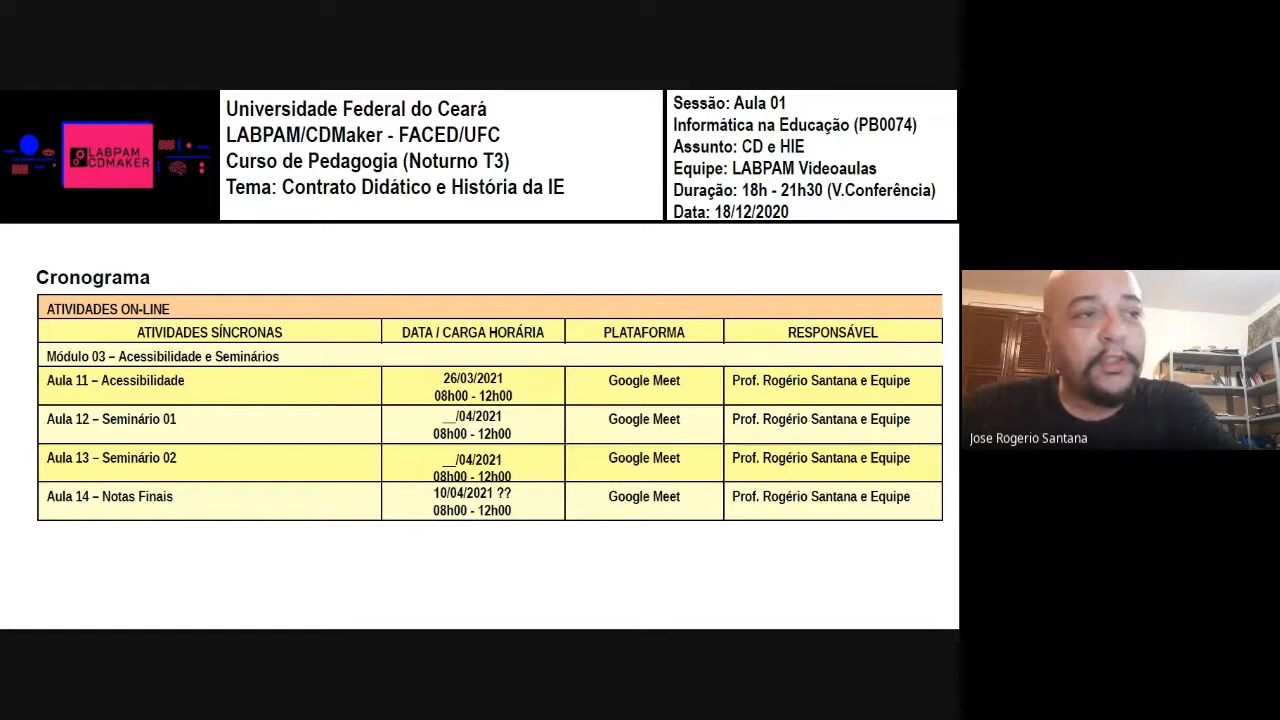 LABPAM
CDMAKER
Universidade Federal do Ceará
LABPAM/CDMaker - FACED/UFC
Curso de Pedagogia (Noturno T3)
Tema: Contrato Didático e História da IE
Sessão: Aula 01
Informática na Educação (PB0074)
Assunto: CD e HIE
Equipe: LABPAM Videoaulas
Duração: 18h - 21h30 (V.Conferência)
Data: 18/12/2020
Cronograma
ATIVIDADES ON-LINE
ATIVIDADES SÍNCRONAS DATA / CARGA HORÁRIA PLATAFORMA RESPONSÁVEL
Módulo 03 – Acessibilidade e Seminários
Aula 11 – Acessibilidade 26/03/2021 Google Meet Prof. Rogério Santana e Equipe
08h00 - 12h00
Aula 12 – Seminário 01 __/04/2021 Google Meet Prof. Rogério Santana e Equipe
08h00 - 12h00
Aula 13 – Seminário 02 __/04/2021 Google Meet Prof. Rogério Santana e Equipe
08h00 - 12h00
Aula 14 – Notas Finais 10/04/2021 ?? Google Meet Prof. Rogério Santana e Equipe
08h00 - 12h00
Jose Rogerio Santana